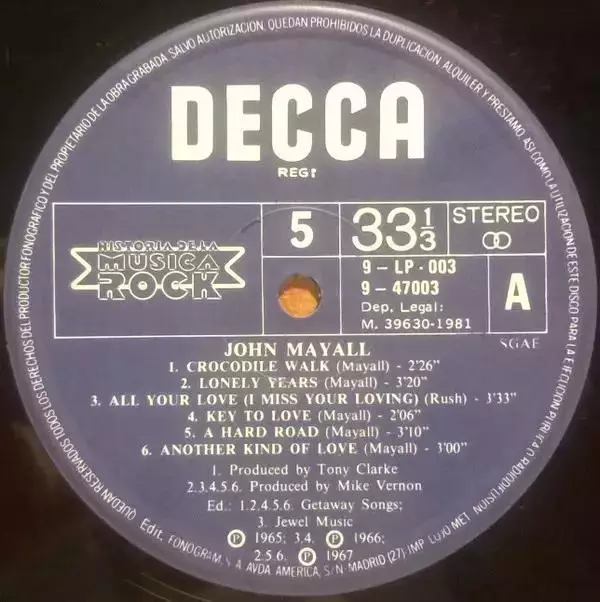 QUEDAN RESERVADOS TODOS LOS DERECHOS DEL PRODUCTOR FONOGRAFICO Y DEL PROPIETARIO DE LA OBRA GRABADA. SALVO AUTORIZACION, QUEDAN PROHIBIDOS LA DUPLICACION, ALQUILER Y PRESTAMO, ASI COMO LA UTILIZACION DE ESTE DISCO PARA LA EJECUCION PUBLICA O RADIODIFUSION
DECCA
REG!
HISTORIA DE LA
MUSICA
ROCK
5
33 1/3
STEREO
9 - LP - 003
9 - 47003
Dep. Legal:
M. 39630-1981
A
SGAE
JOHN MAYALL
1. CROCODILE WALK (Mayall) - 2'26"
2. LONELY YEARS (Mayall) - 3'20"
3. ALL YOUR LOVE (I MISS YOUR LOVING) (Rush) - 3'33"
4. KEY TO LOVE (Mayall) - 2'06"
5. A HARD ROAD (Mayall) - 3'10"
6. ANOTHER KIND OF LOVE (Mayall) - 3'00"
1. Produced by Tony Clarke
2.3.4.5.6. Produced by Mike Vernon
Ed.: 1.2.4.5.6. Getaway Songs;
3. Jewel Music
Ⓟ 1965; 3,4. Ⓟ 1966;
2.5.6. Ⓟ 1967
Edit. FONOGRAM, S.A. AVDA. AMERICA, S/N - MADRID (27) IMP. LUJO MET.